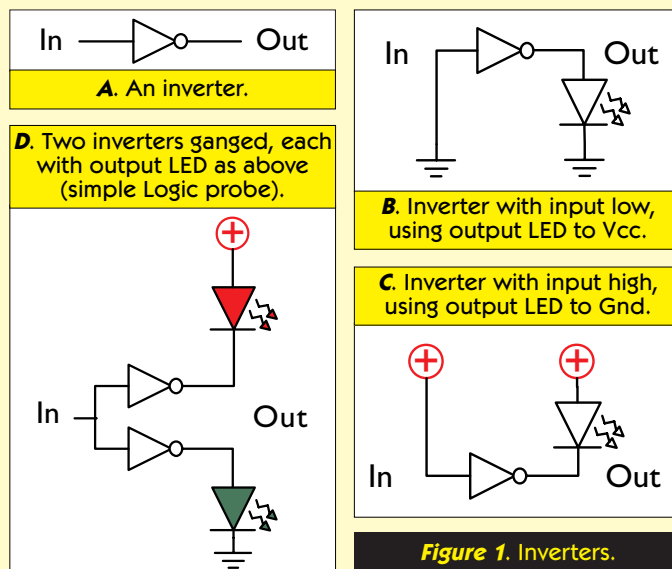 In
Out
A. An inverter.
D. Two inverters ganged, each
with output LED as above
(simple Logic probe).
+
In
Out
In
Out
B. Inverter with input low,
using output LED to Vcc.
C. Inverter with input high,
using output LED to Gnd.
+ +
In
Out
Figure 1. Inverters.